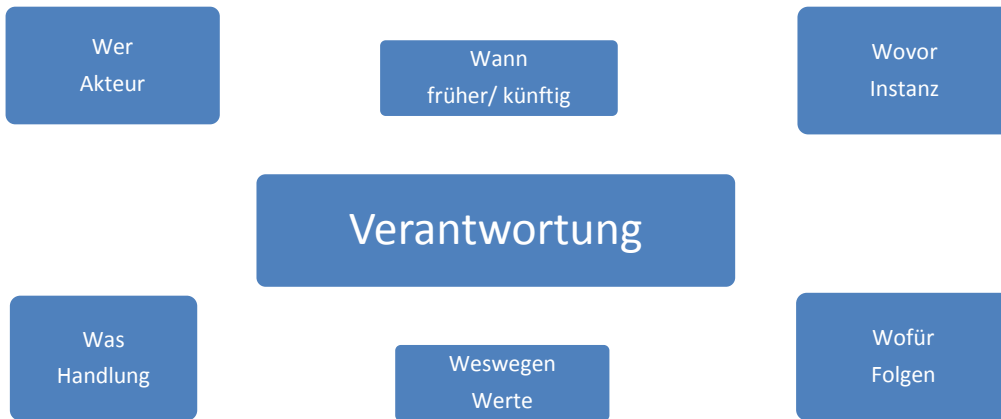 Wer
Akteur
Wann
früher/ künftig
Wovor
Instanz
Verantwortung
Was
Handlung
Weswegen
Werte
Wofür
Folgen